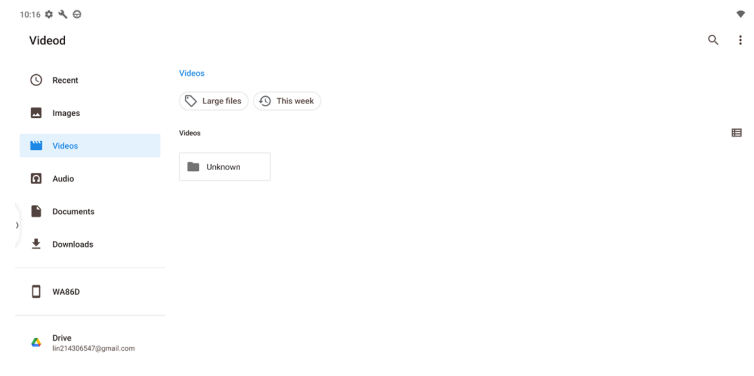 10:16
Videod
Recent
Images
Videos
Audio
Documents
Downloads
WA86D
Drive
lin214306547@gmail.com
Videos
Large files
This week
Videos
Unknown